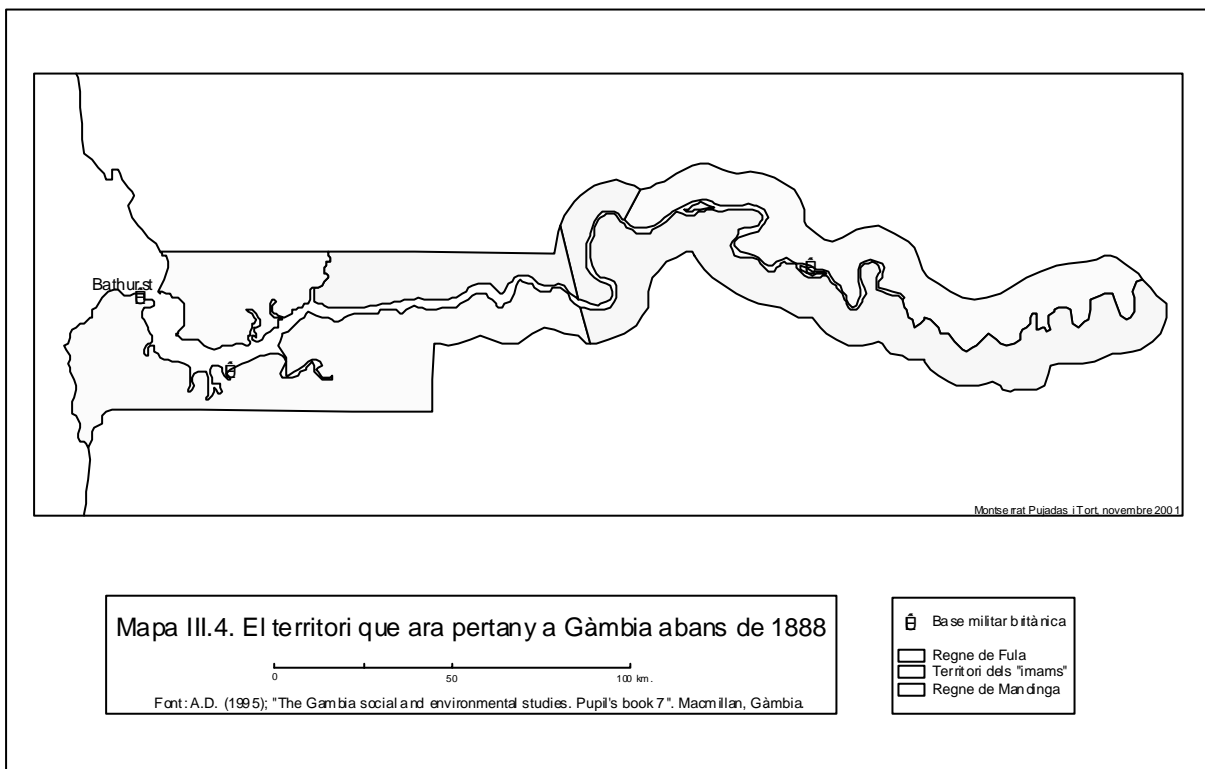 Bathurst
Montserrat Pujadas i Tort, novembre 2001
Mapa III.4. El territori que ara pertany a Gàmbia abans de 1888
0 50 100 km.
Font: A.D. (1995); "The Gambia social and environmental studies. Pupil's book 7". Macmillan, Gàmbia.
Base militar britànica
Regne de Fula
Territori dels "imams"
Regne de Mandinga